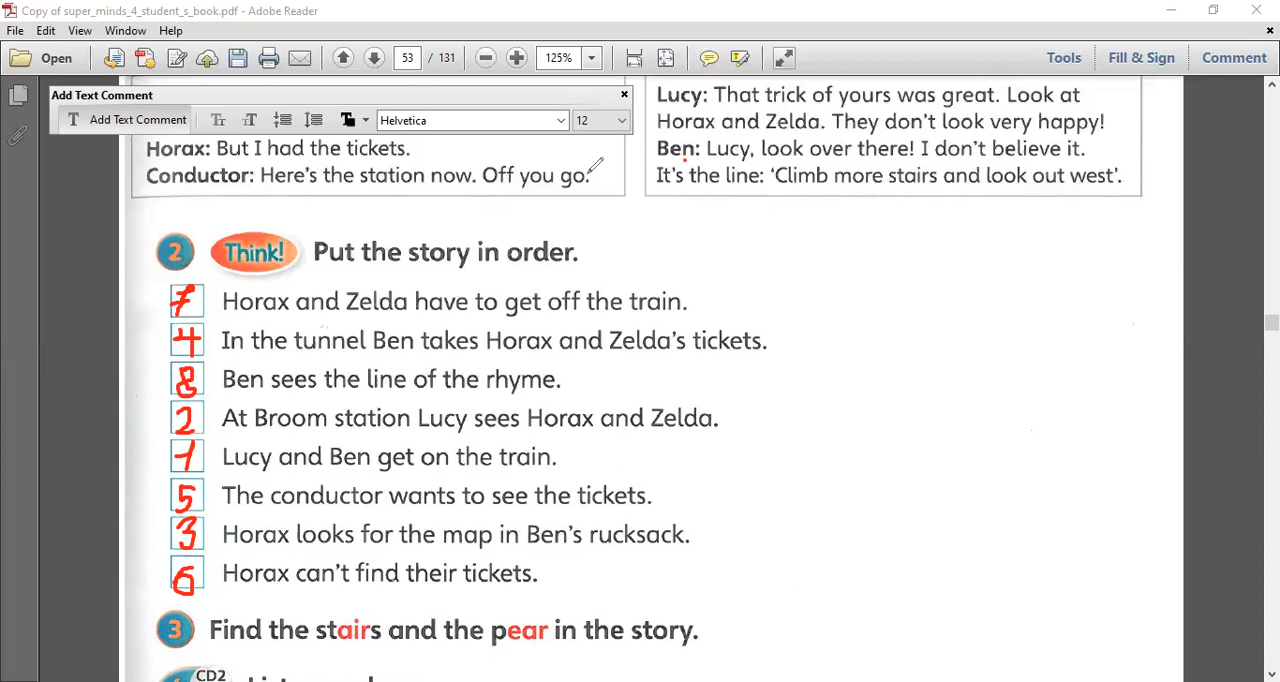 Copy of super_minds_4_student_s_book.pdf - Adobe Reader
File Edit View Window Help
Open 53 / 131 125% Tools Fill & Sign Comment
Add Text Comment
T Add Text Comment Helvetica 12
Horax: But I had the tickets.
Conductor: Here's the station now. Off you go.
Lucy: That trick of yours was great. Look at
Horax and Zelda. They don't look very happy!
Ben: Lucy, look over there! I don't believe it.
It's the line: 'Climb more stairs and look out west'.
2 Think! Put the story in order.
7 Horax and Zelda have to get off the train.
4 In the tunnel Ben takes Horax and Zelda's tickets.
8 Ben sees the line of the rhyme.
2 At Broom station Lucy sees Horax and Zelda.
1 Lucy and Ben get on the train.
5 The conductor wants to see the tickets.
3 Horax looks for the map in Ben's rucksack.
6 Horax can't find their tickets.
3 Find the stairs and the pear in the story.
CD2